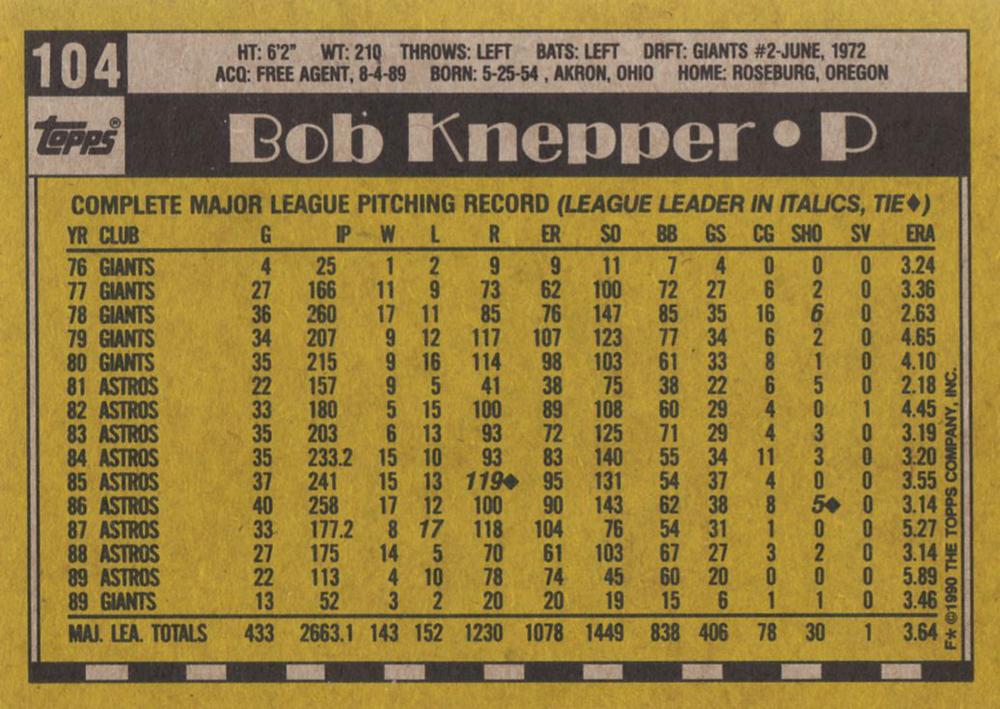 104
HT: 6'2" WT: 210 THROWS: LEFT BATS: LEFT DRFT: GIANTS #2-JUNE, 1972
ACQ: FREE AGENT, 8-4-89 BORN: 5-25-54 , AKRON, OHIO HOME: ROSEBURG, OREGON
Topps®
Bob Knepper • P
COMPLETE MAJOR LEAGUE PITCHING RECORD (LEAGUE LEADER IN ITALICS, TIE♦)
YR CLUB G IP W L R ER SO BB GS CG SHO SV ERA
76 GIANTS 4 25 1 2 9 9 11 7 4 0 0 0 3.24
77 GIANTS 27 166 11 9 73 62 100 72 27 6 2 0 3.36
78 GIANTS 36 260 17 11 85 76 147 85 35 16 6 0 2.63
79 GIANTS 34 207 9 12 117 107 123 77 34 6 2 0 4.65
80 GIANTS 35 215 9 16 114 98 103 61 33 8 1 0 4.10
81 ASTROS 22 157 9 5 41 38 75 38 22 6 5 0 2.18
82 ASTROS 33 180 5 15 100 89 108 60 29 4 0 1 4.45
83 ASTROS 35 203 6 13 93 72 125 71 29 4 3 0 3.19
84 ASTROS 35 233.2 15 10 93 83 140 55 34 11 3 0 3.20
85 ASTROS 37 241 15 13 119♦ 95 131 54 37 4 0 0 3.55
86 ASTROS 40 258 17 12 100 90 143 62 38 8 5♦ 0 3.14
87 ASTROS 33 177.2 8 17 118 104 76 54 31 1 0 0 5.27
88 ASTROS 27 175 14 5 70 61 103 67 27 3 2 0 3.14
89 ASTROS 22 113 4 10 78 74 45 60 20 0 0 0 5.89
89 GIANTS 13 52 3 2 20 20 19 15 6 1 1 0 3.46
MAJ. LEA. TOTALS 433 2663.1 143 152 1230 1078 1449 838 406 78 30 1 3.64
F★ ©1990 THE TOPPS COMPANY, INC.